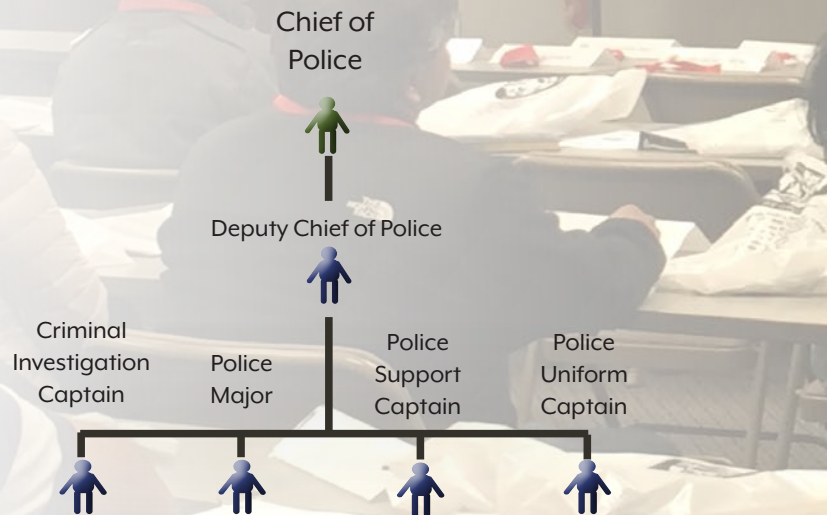 Chief of
Police
Deputy Chief of Police
Criminal
Investigation
Captain
Police
Major
Police
Support
Captain
Police
Uniform
Captain